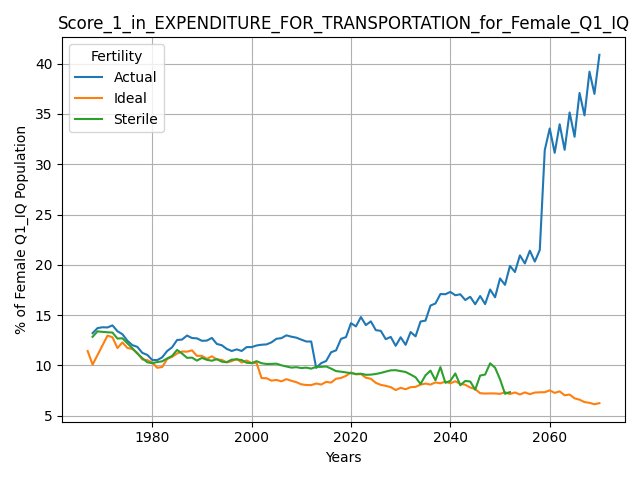 Score_1_in_EXPENDITURE_FOR_TRANSPORTATION_for_Female_Q1_IQ
Fertility
Actual
Ideal
Sterile
% of Female Q1_IQ Population
40
35
30
25
20
15
10
5
1980
2000
2020
2040
2060
Years